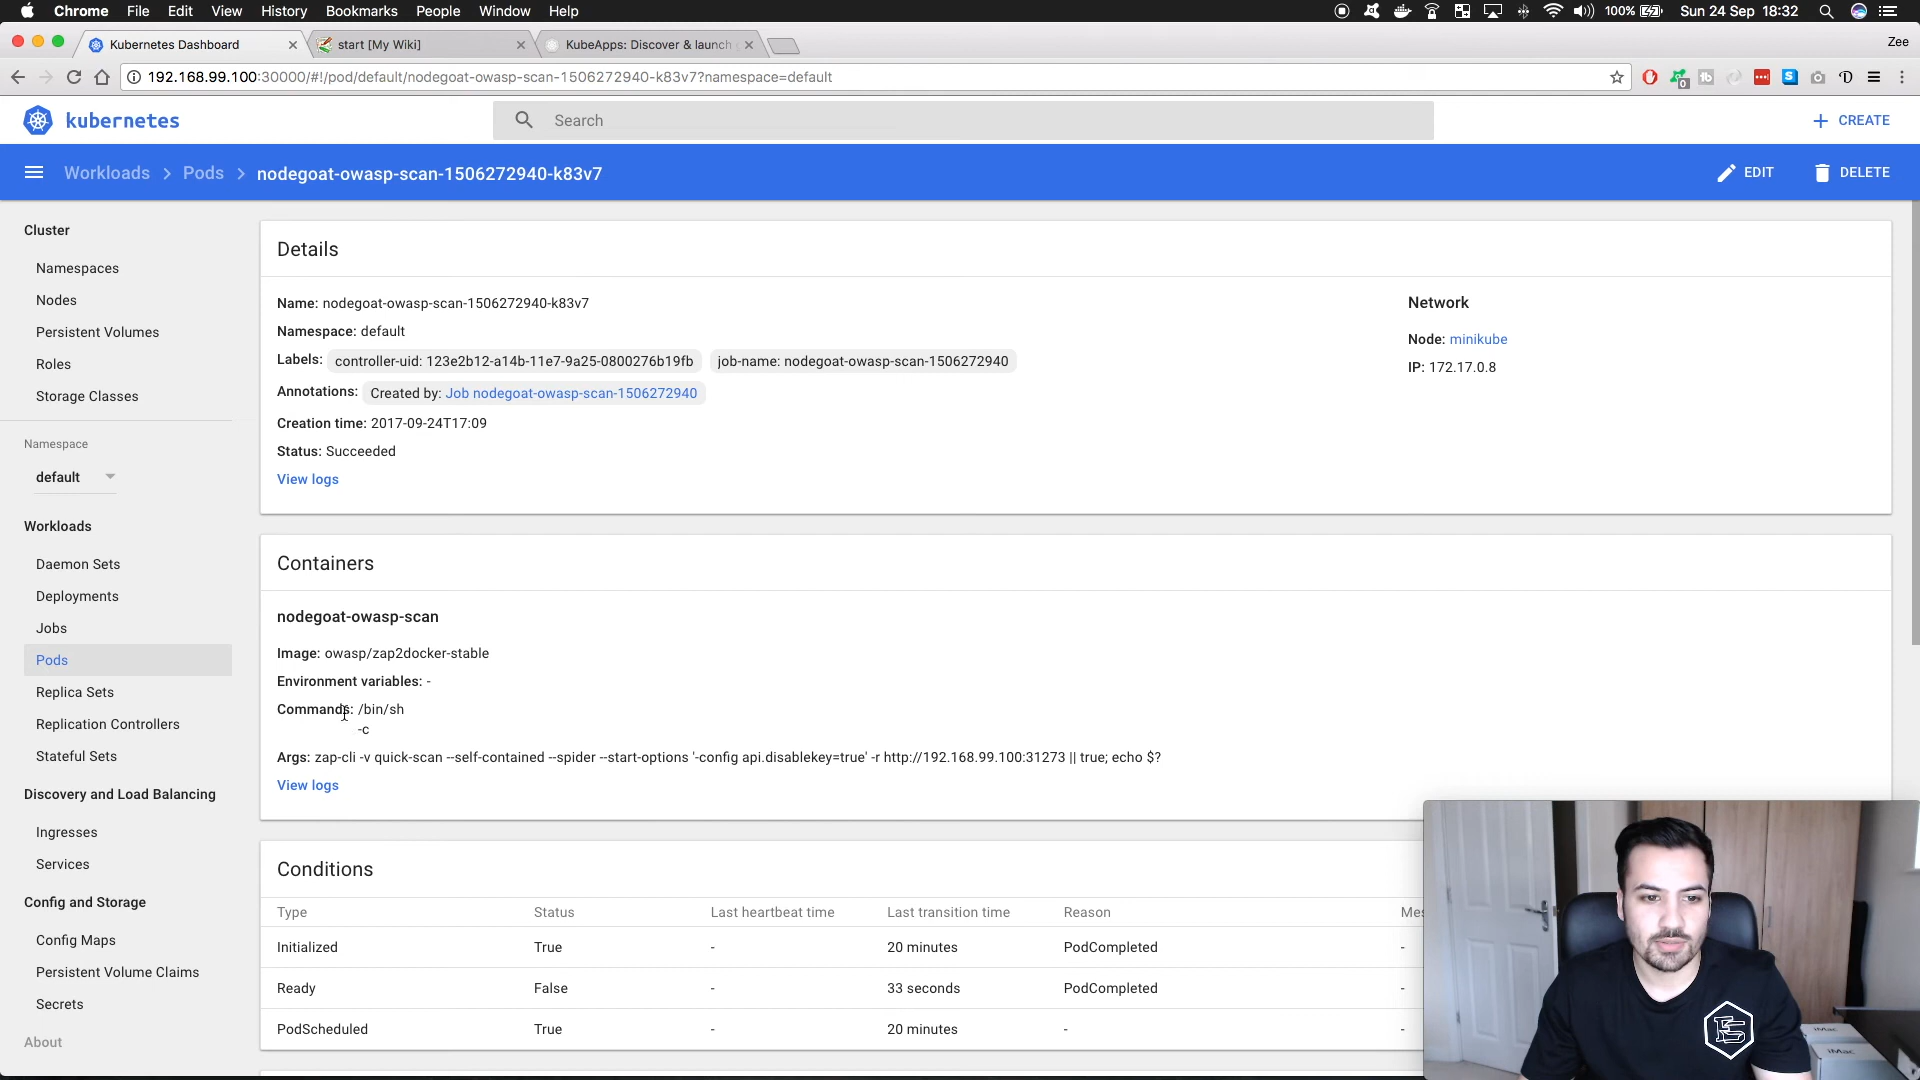 Chrome File Edit View History Bookmarks People Window Help 100% Sun 24 Sep 18:32
Kubernetes Dashboard start [My Wiki] KubeApps: Discover & launch Zee
192.168.99.100:30000/#!/pod/default/nodegoat-owasp-scan-1506272940-k83v7?namespace=default
kubernetes Search CREATE
Workloads Pods nodegoat-owasp-scan-1506272940-k83v7 EDIT DELETE
Cluster
Namespaces
Nodes
Persistent Volumes
Roles
Storage Classes
Namespace
default
Workloads
Daemon Sets
Deployments
Jobs
Pods
Replica Sets
Replication Controllers
Stateful Sets
Discovery and Load Balancing
Ingresses
Services
Config and Storage
Config Maps
Persistent Volume Claims
Secrets
About
Details
Name: nodegoat-owasp-scan-1506272940-k83v7
Namespace: default
Labels: controller-uid: 123e2b12-a14b-11e7-9a25-0800276b19fb job-name: nodegoat-owasp-scan-1506272940
Annotations: Created by: Job nodegoat-owasp-scan-1506272940
Creation time: 2017-09-24T17:09
Status: Succeeded
View logs
Network
Node: minikube
IP: 172.17.0.8
Containers
nodegoat-owasp-scan
Image: owasp/zap2docker-stable
Environment variables: -
Commands: /bin/sh
-c
Args: zap-cli -v quick-scan --self-contained --spider --start-options '-config api.disablekey=true' -r http://192.168.99.100:31273 || true; echo $?
View logs
Conditions
Type Status Last heartbeat time Last transition time Reason Mes
Initialized True - 20 minutes PodCompleted -
Ready False - 33 seconds PodCompleted -
PodScheduled True - 20 minutes - -
iMac
iMac